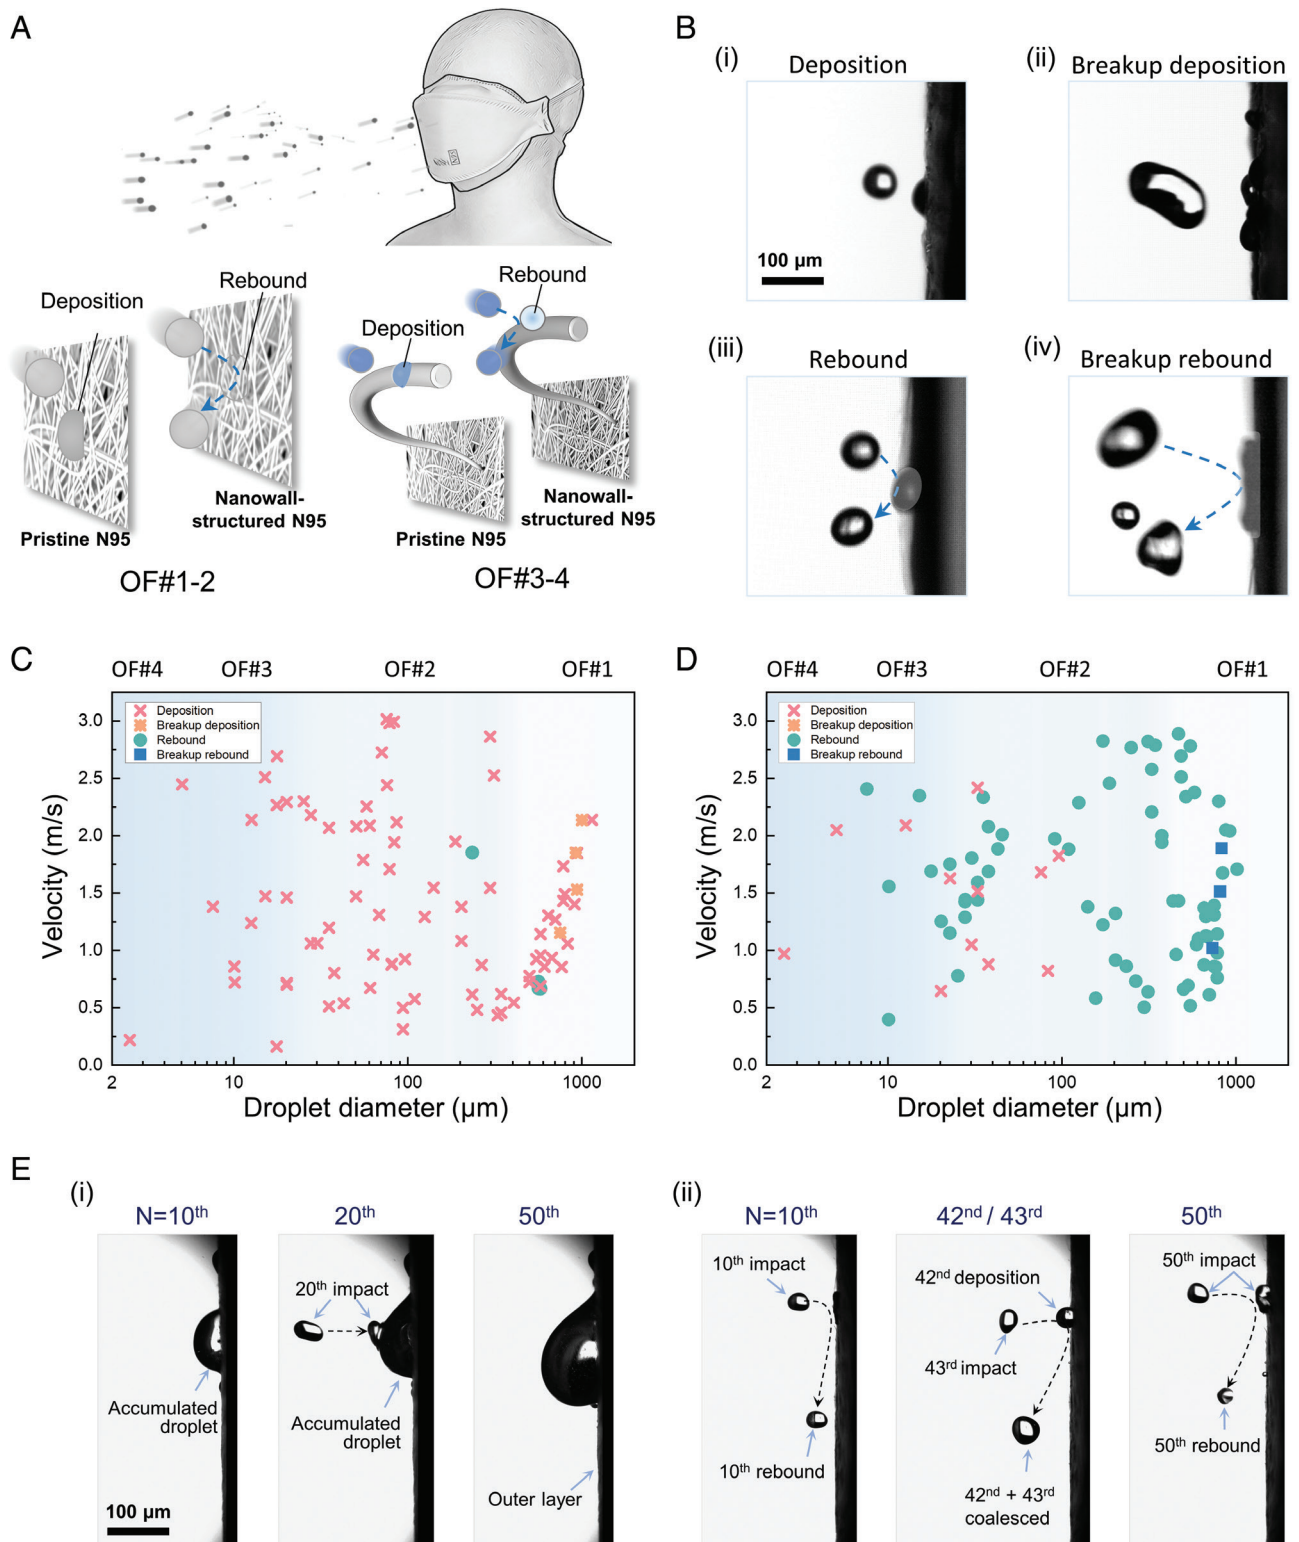 A
N95
Deposition
Rebound
Pristine N95
Nanowall-
structured N95
OF#1-2
Rebound
Deposition
Pristine N95
Nanowall-
structured N95
OF#3-4
B
(i)
Deposition
100 µm
(ii)
Breakup deposition
(iii)
Rebound
(iv)
Breakup rebound
C
OF#4 OF#3 OF#2 OF#1
Deposition
Breakup deposition
Rebound
Breakup rebound
Velocity (m/s)
3.0
2.5
2.0
1.5
1.0
0.5
0.0
2 10 100 1000
Droplet diameter (µm)
D
OF#4 OF#3 OF#2 OF#1
Deposition
Breakup deposition
Rebound
Breakup rebound
Velocity (m/s)
3.0
2.5
2.0
1.5
1.0
0.5
0.0
2 10 100 1000
Droplet diameter (µm)
E
(i)
N=10th
Accumulated
droplet
100 µm
20th
20th impact
Accumulated
droplet
50th
Outer layer
(ii)
N=10th
10th impact
10th rebound
42nd / 43rd
42nd deposition
43rd impact
42nd + 43rd
coalesced
50th
50th impact
50th rebound